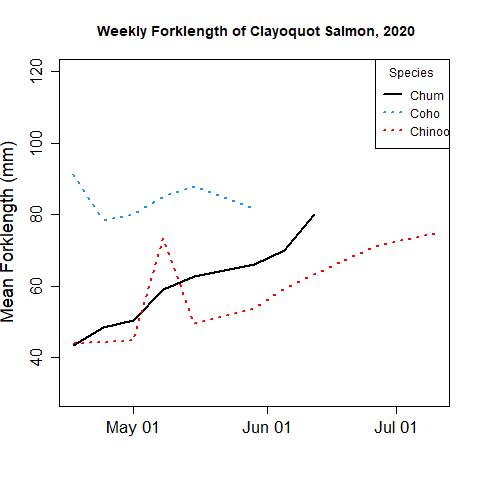 Weekly Forklength of Clayoquot Salmon, 2020
Species
Chum
Coho
Chinoo
Mean Forklength (mm)
120
100
80
60
40
May 01
Jun 01
Jul 01